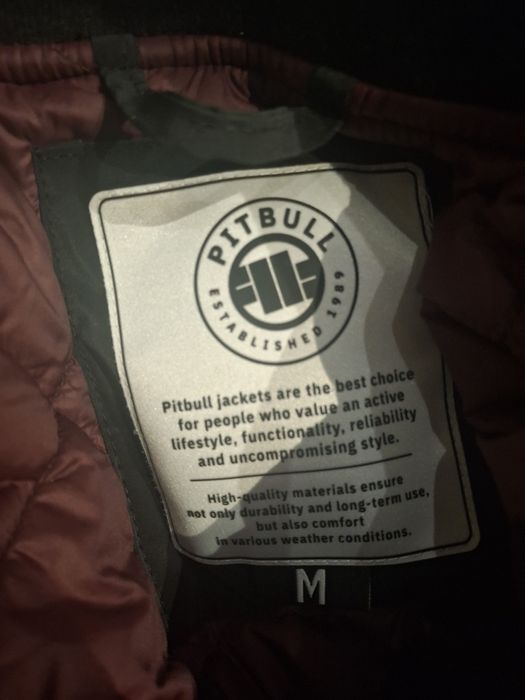 PITBULL
ESTABLISHED 1989
Pitbull jackets are the best choice
for people who value an active
lifestyle, functionality, reliability
and uncompromising style.
High-quality materials ensure
not only durability and long-term use,
but also comfort
in various weather conditions.
M